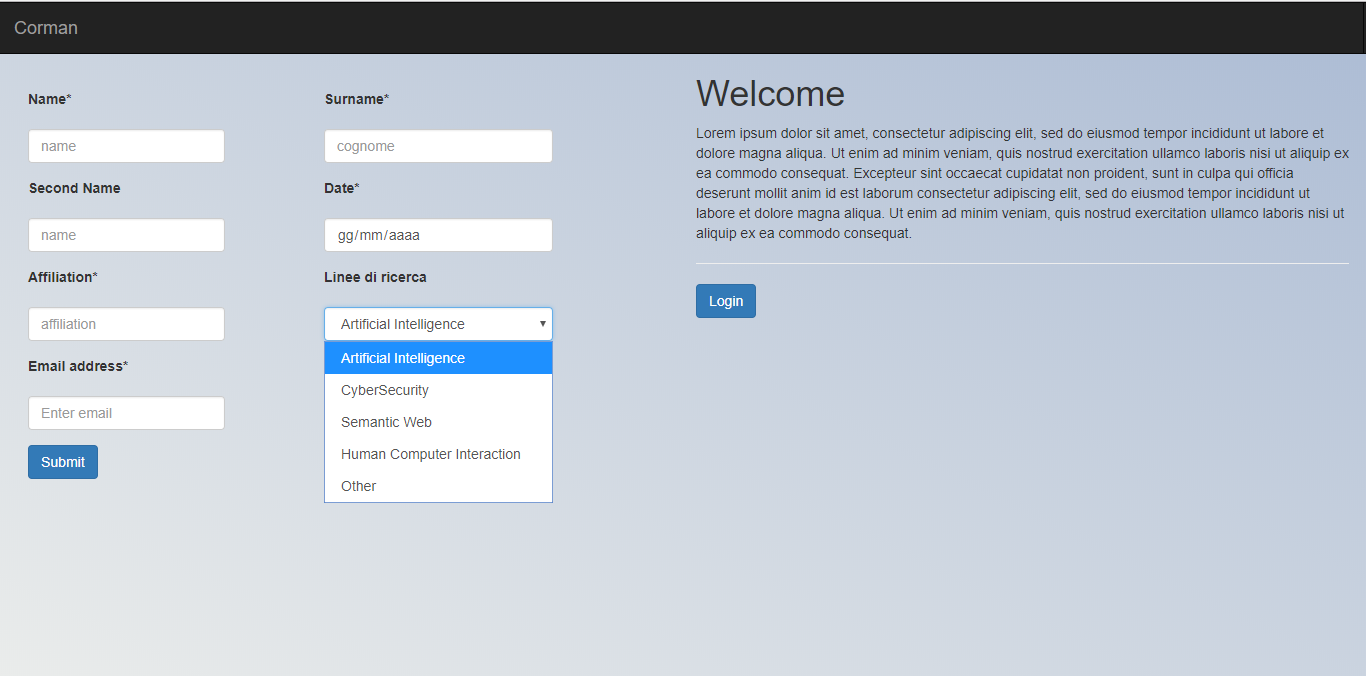 Corman
Name*
Surname*
name
cognome
Second Name
Date*
name
gg/mm/aaaa
Affiliation*
Linee di ricerca
affiliation
Artificial Intelligence
Email address*
Enter email
Submit
Artificial Intelligence
CyberSecurity
Semantic Web
Human Computer Interaction
Other
Welcome
Lorem ipsum dolor sit amet, consectetur adipiscing elit, sed do eiusmod tempor incididunt ut labore et
dolore magna aliqua. Ut enim ad minim veniam, quis nostrud exercitation ullamco laboris nisi ut aliquip ex
ea commodo consequat. Excepteur sint occaecat cupidatat non proident, sunt in culpa qui officia
deserunt mollit anim id est laborum consectetur adipiscing elit, sed do eiusmod tempor incididunt ut
labore et dolore magna aliqua. Ut enim ad minim veniam, quis nostrud exercitation ullamco laboris nisi ut
aliquip ex ea commodo consequat.
Login